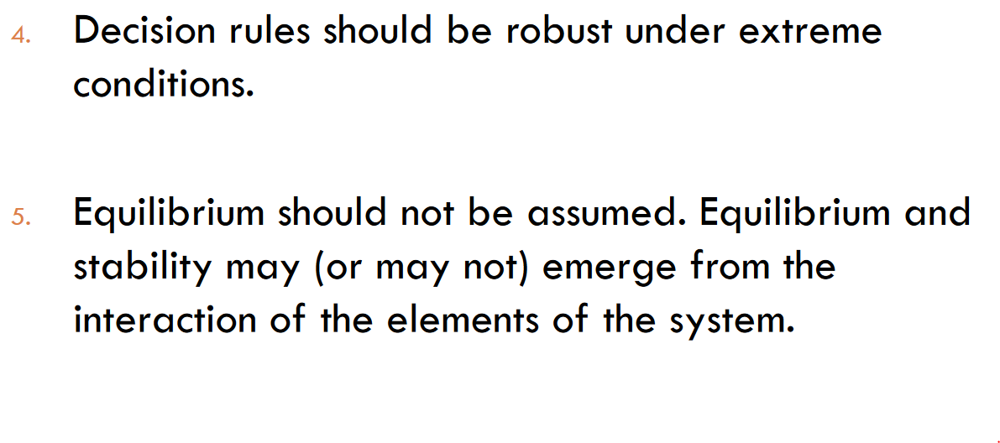 4. Decision rules should be robust under extreme
conditions.
5. Equilibrium should not be assumed. Equilibrium and
stability may (or may not) emerge from the
interaction of the elements of the system.